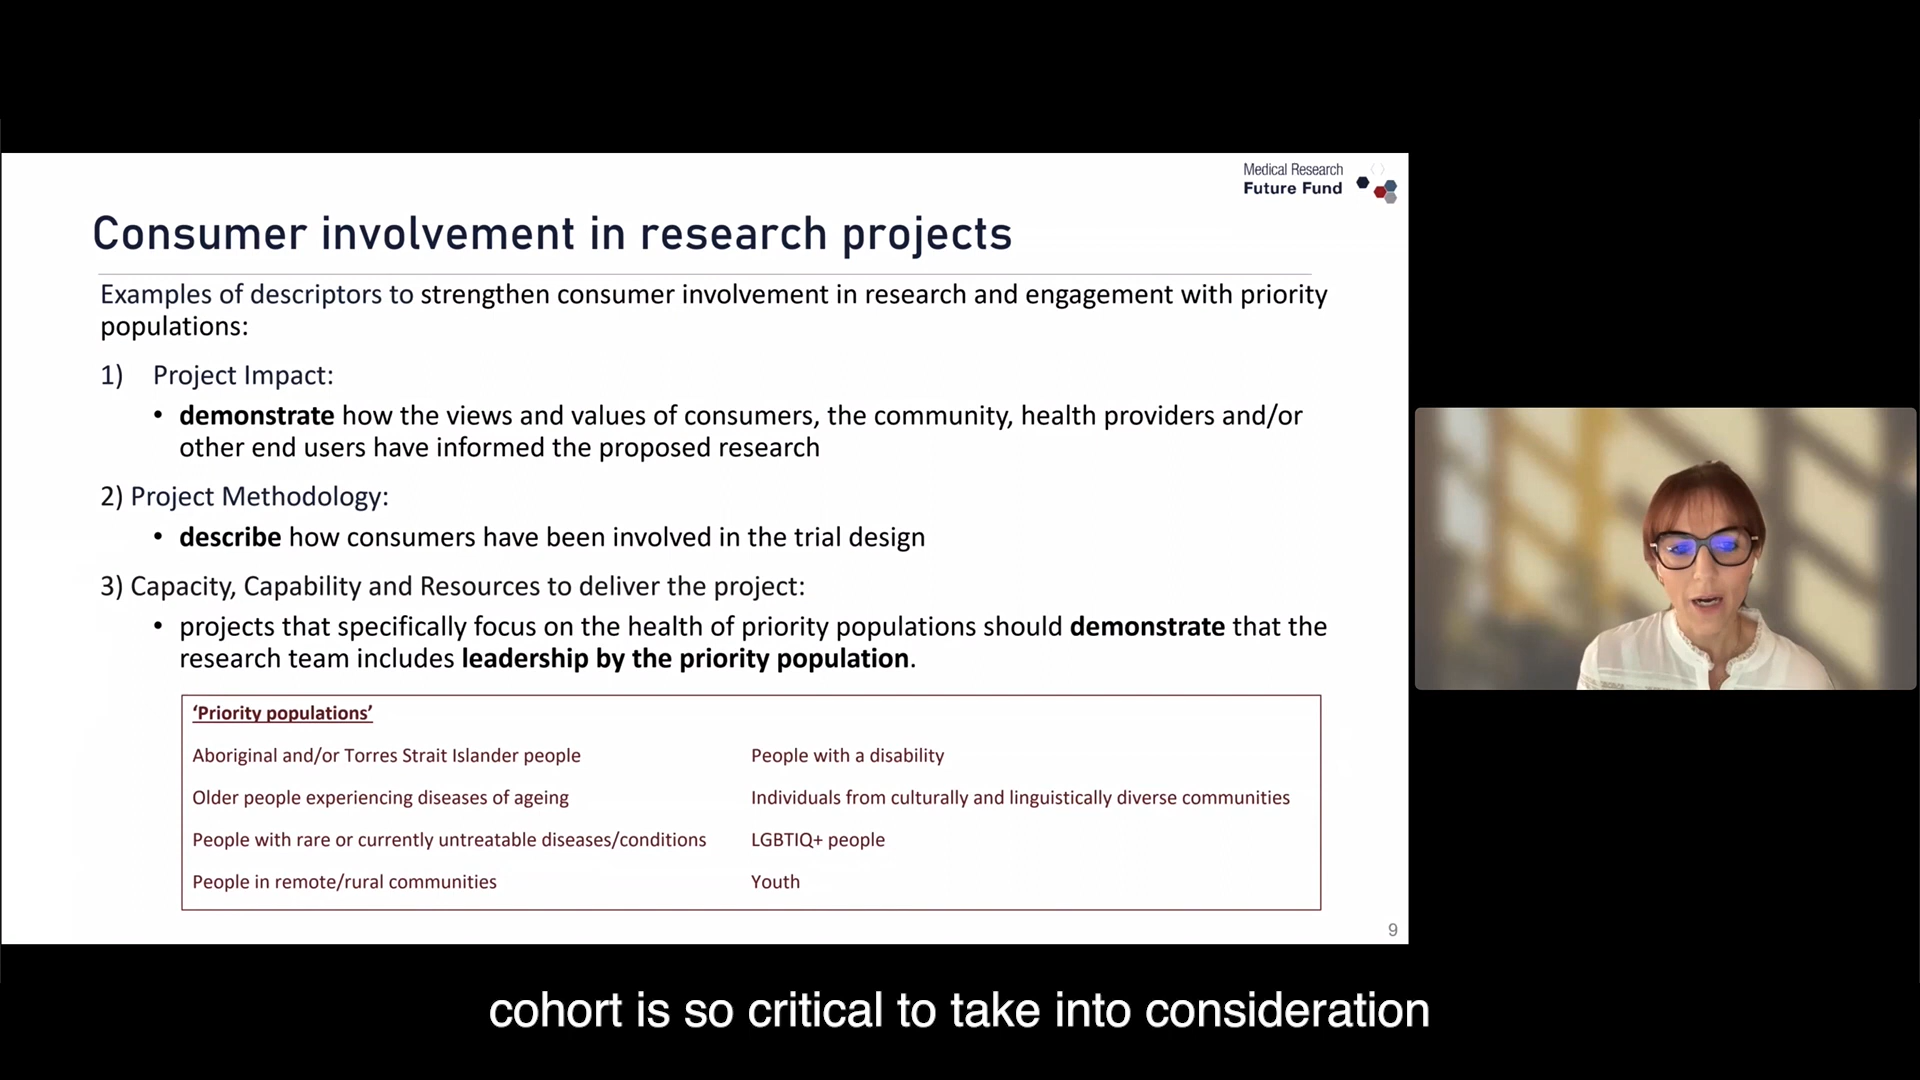 Medical Research
Future Fund
Consumer involvement in research projects
Examples of descriptors to strengthen consumer involvement in research and engagement with priority
populations:
1) Project Impact:
• demonstrate how the views and values of consumers, the community, health providers and/or
other end users have informed the proposed research
2) Project Methodology:
• describe how consumers have been involved in the trial design
3) Capacity, Capability and Resources to deliver the project:
• projects that specifically focus on the health of priority populations should demonstrate that the
research team includes leadership by the priority population.
‘Priority populations’
Aboriginal and/or Torres Strait Islander people
People with a disability
Older people experiencing diseases of ageing
Individuals from culturally and linguistically diverse communities
People with rare or currently untreatable diseases/conditions
LGBTIQ+ people
People in remote/rural communities
Youth
9
cohort is so critical to take into consideration